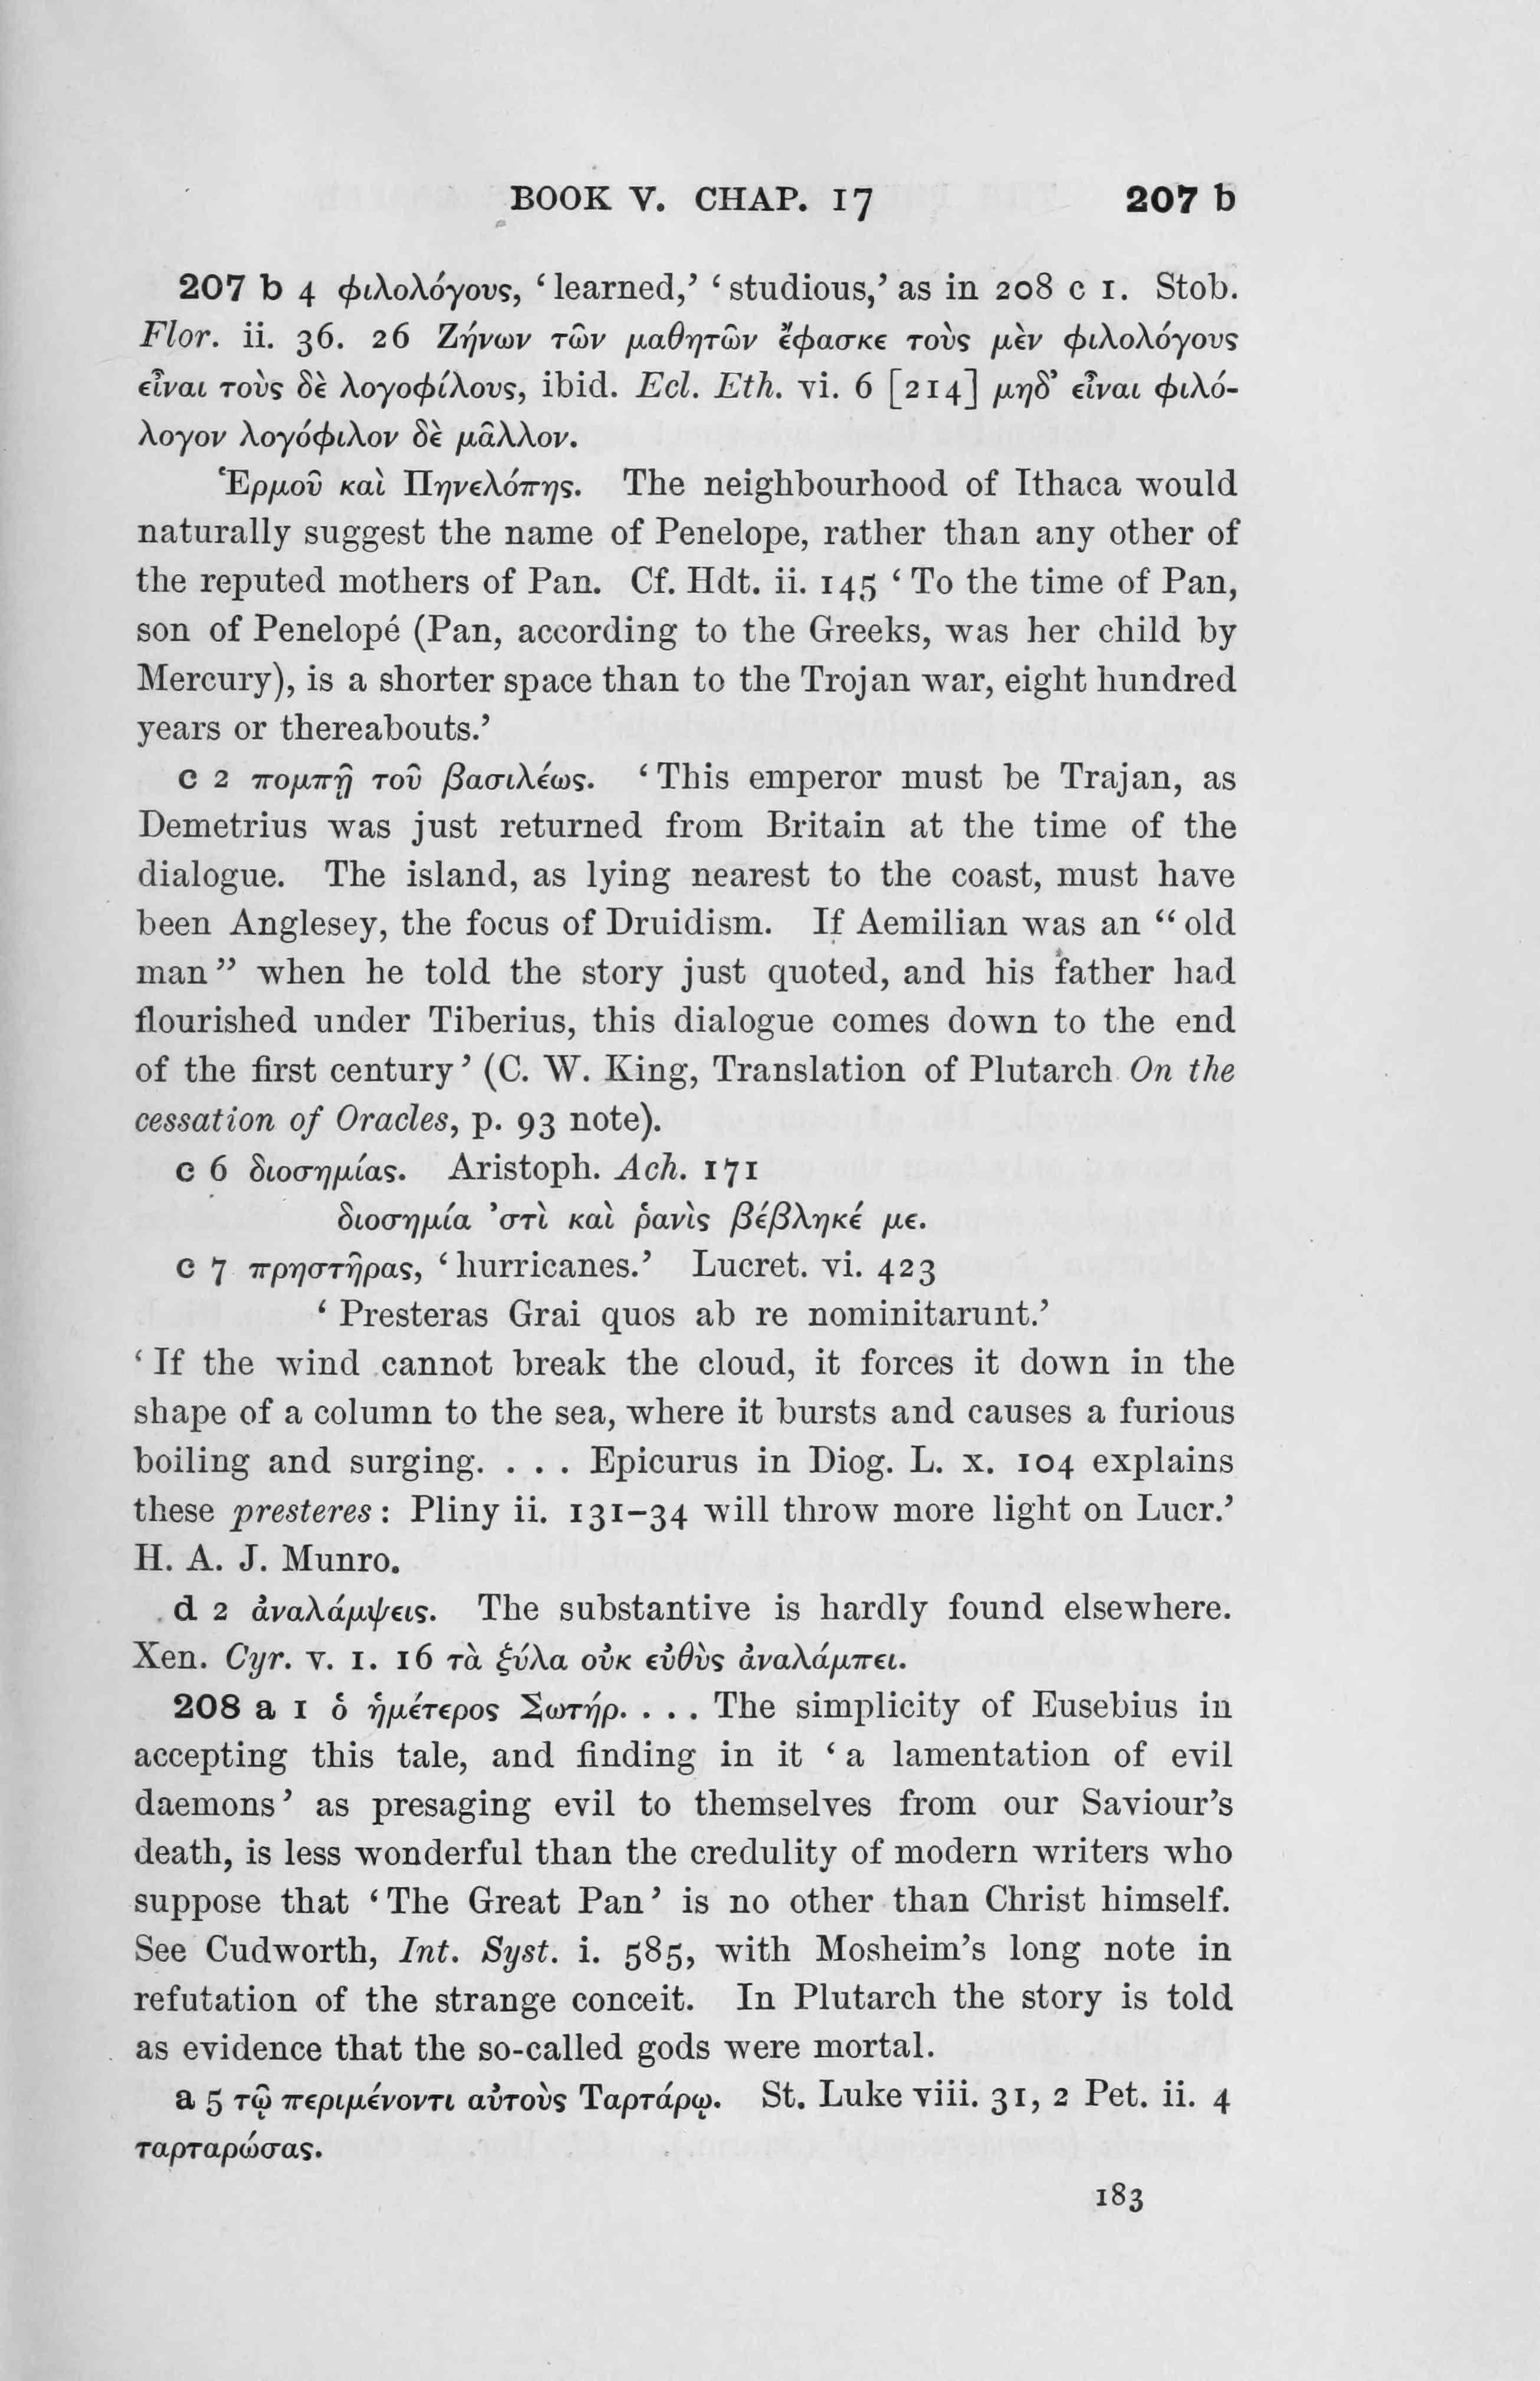 BOOK V. CHAP. 17 207 b
207 b 4 φιλολόγους, ‘learned,’ ‘studious,’ as in 208 c 1. Stob.
Flor. ii. 36. 26 Ζήνων τῶν μαθητῶν ἔφασκε τοὺς μὲν φιλολόγους
εἶναι τοὺς δὲ λογοφίλους, ibid. Ecl. Eth. vi. 6 [214] μηδ’ εἶναι φιλό-
λογον λογόφιλον δὲ μᾶλλον.
Ἑρμοῦ καὶ Πηνελόπης. The neighbourhood of Ithaca would
naturally suggest the name of Penelope, rather than any other of
the reputed mothers of Pan. Cf. Hdt. ii. 145 ‘To the time of Pan,
son of Penelopé (Pan, according to the Greeks, was her child by
Mercury), is a shorter space than to the Trojan war, eight hundred
years or thereabouts.’
c 2 πομπῇ τοῦ βασιλέως. ‘This emperor must be Trajan, as
Demetrius was just returned from Britain at the time of the
dialogue. The island, as lying nearest to the coast, must have
been Anglesey, the focus of Druidism. If Aemilian was an “old
man” when he told the story just quoted, and his father had
flourished under Tiberius, this dialogue comes down to the end
of the first century’ (C. W. King, Translation of Plutarch On the
cessation of Oracles, p. 93 note).
c 6 διοσημίας. Aristoph. Ach. 171
διοσημία ’στὶ καὶ ῥανὶς βέβληκέ με.
c 7 πρηστῆρας, ‘hurricanes.’ Lucret. vi. 423
‘Presteras Grai quos ab re nominitarunt.’
‘If the wind cannot break the cloud, it forces it down in the
shape of a column to the sea, where it bursts and causes a furious
boiling and surging. . . . Epicurus in Diog. L. x. 104 explains
these presteres: Pliny ii. 131–34 will throw more light on Lucr.’
H. A. J. Munro.
d 2 ἀναλάμψεις. The substantive is hardly found elsewhere.
Xen. Cyr. v. 1. 16 τὰ ξύλα οὐκ εὐθὺς ἀναλάμπει.
208 a 1 ὁ ἡμέτερος Σωτήρ. . . . The simplicity of Eusebius in
accepting this tale, and finding in it ‘a lamentation of evil
daemons’ as presaging evil to themselves from our Saviour’s
death, is less wonderful than the credulity of modern writers who
suppose that ‘The Great Pan’ is no other than Christ himself.
See Cudworth, Int. Syst. i. 585, with Mosheim’s long note in
refutation of the strange conceit. In Plutarch the story is told
as evidence that the so-called gods were mortal.
a 5 τῷ περιμένοντι αὐτοὺς Ταρτάρῳ. St. Luke viii. 31, 2 Pet. ii. 4
ταρταρώσας.
183